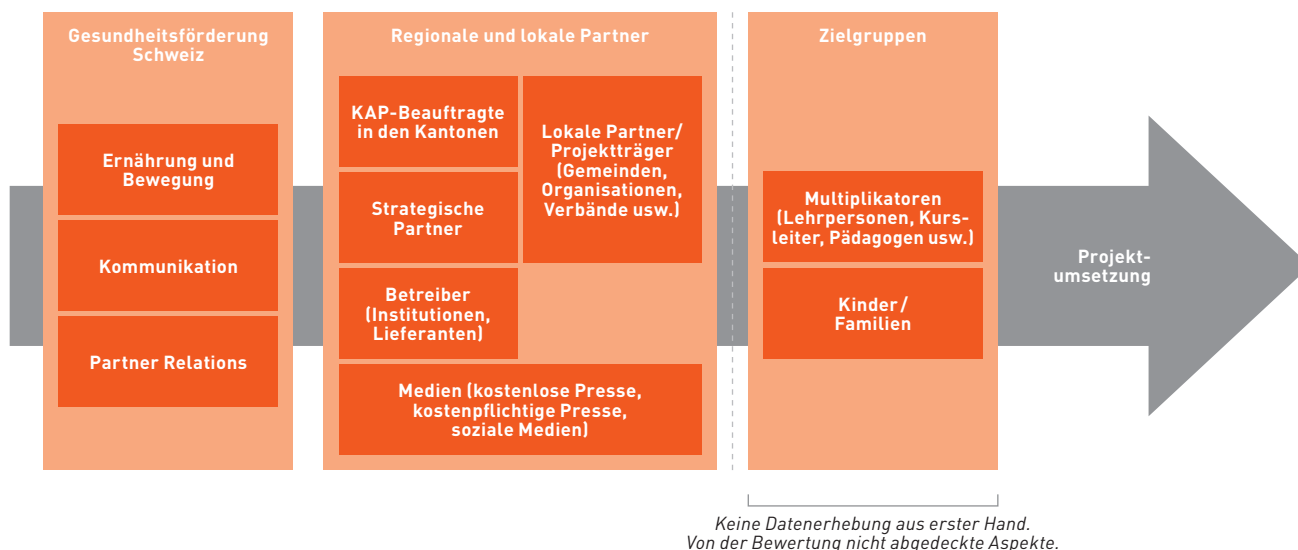 Gesundheitsförderung
Schweiz
Ernährung und
Bewegung
Kommunikation
Partner Relations
Regionale und lokale Partner
KAP-Beauftragte
in den Kantonen
Strategische
Partner
Betreiber
(Institutionen,
Lieferanten)
Lokale Partner/
Projektträger
(Gemeinden,
Organisationen,
Verbände usw.)
Medien (kostenlose Presse,
kostenpflichtige Presse,
soziale Medien)
Zielgruppen
Multiplikatoren
(Lehrpersonen, Kurs-
leiter, Pädagogen usw.)
Kinder/
Familien
Projekt-
umsetzung
Keine Datenerhebung aus erster Hand.
Von der Bewertung nicht abgedeckte Aspekte.